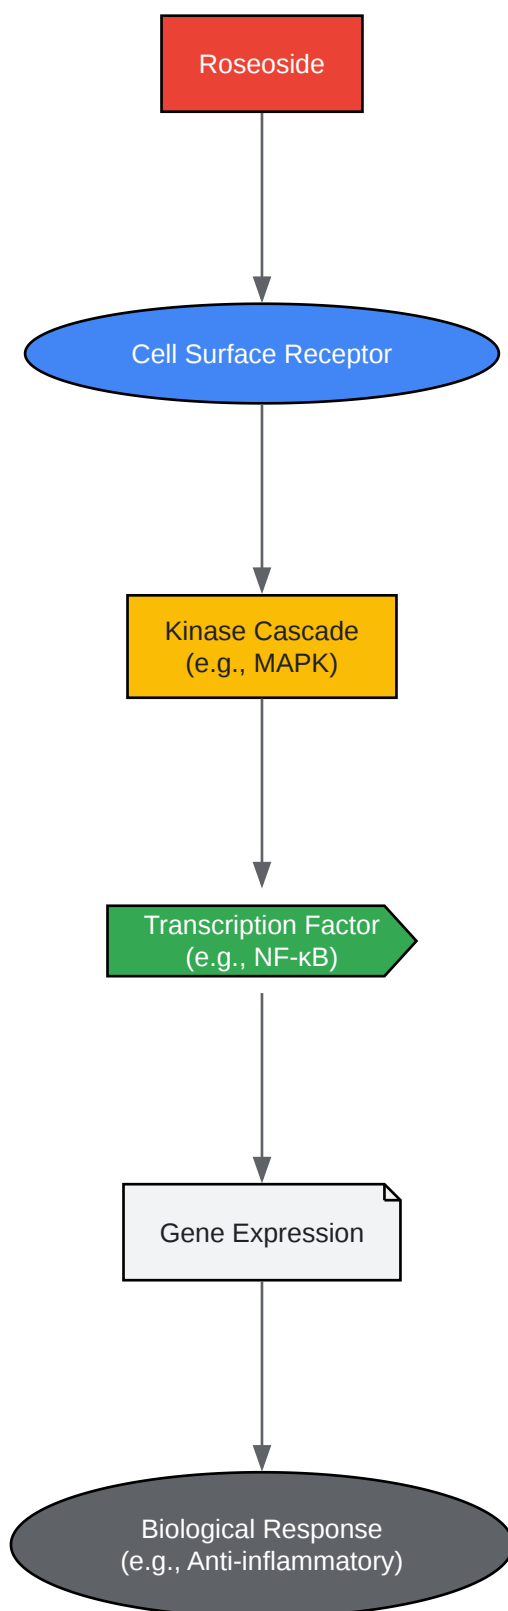 Roseoside
Cell Surface Receptor
Kinase Cascade
(e.g., MAPK)
Transcription Factor
(e.g., NF-κB)
Gene Expression
Biological Response
(e.g., Anti-inflammatory)